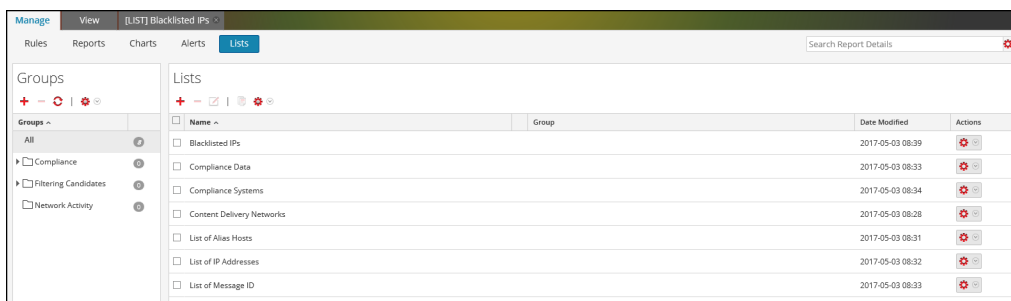 Manage View [LIST] Blacklisted IPs
Rules Reports Charts Alerts Lists Search Report Details
Groups
Groups
All
Compliance 0
Filtering Candidates 0
Network Activity 0
Lists
Name Group Date Modified Actions
Blacklisted IPs 2017-05-03 08:39
Compliance Data 2017-05-03 08:33
Compliance Systems 2017-05-03 08:34
Content Delivery Networks 2017-05-03 08:28
List of Alias Hosts 2017-05-03 08:31
List of IP Addresses 2017-05-03 08:32
List of Message ID 2017-05-03 08:33